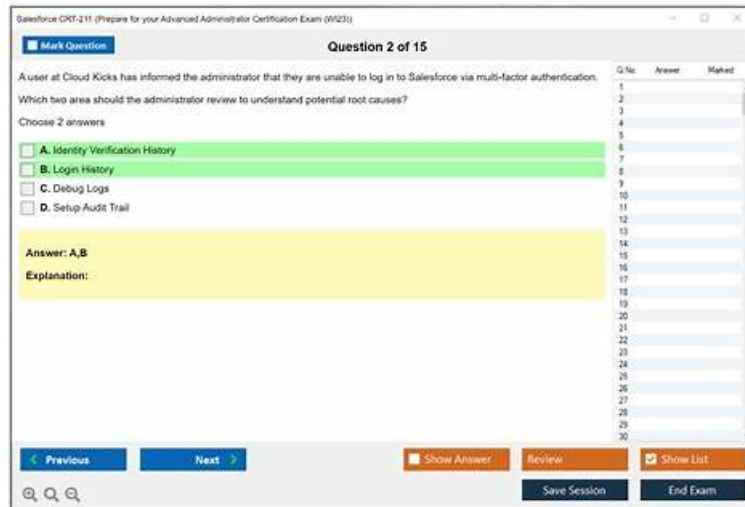 Salesforce CRT-211 (Prepare for your Advanced Administrator Certification Exam (WI23))
Mark Question
Question 2 of 15
A user at Cloud Kicks has informed the administrator that they are unable to log in to Salesforce via multi-factor authentication.
Which two area should the administrator review to understand potential root causes?
Choose 2 answers
A. Identity Verification History
B. Login History
C. Debug Logs
D. Setup Audit Trail
Answer: A,B
Explanation:
Q.No. Answer Marked
1
2
3
4
5
6
7
8
9
10
11
12
13
14
15
16
17
18
19
20
21
22
23
24
25
26
27
28
29
30
Previous
Next
Show Answer
Review
Show List
Save Session
End Exam